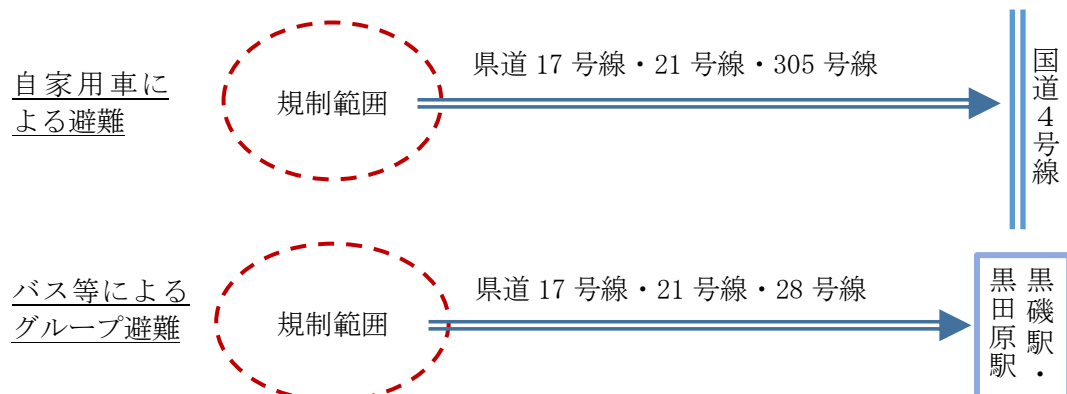 自家用車に
よる避難
規制範囲
県道 17 号線・21 号線・305 号線
国道４号線
バス等による
グループ避難
規制範囲
県道 17 号線・21 号線・28 号線
黒磯駅・
黒田原駅